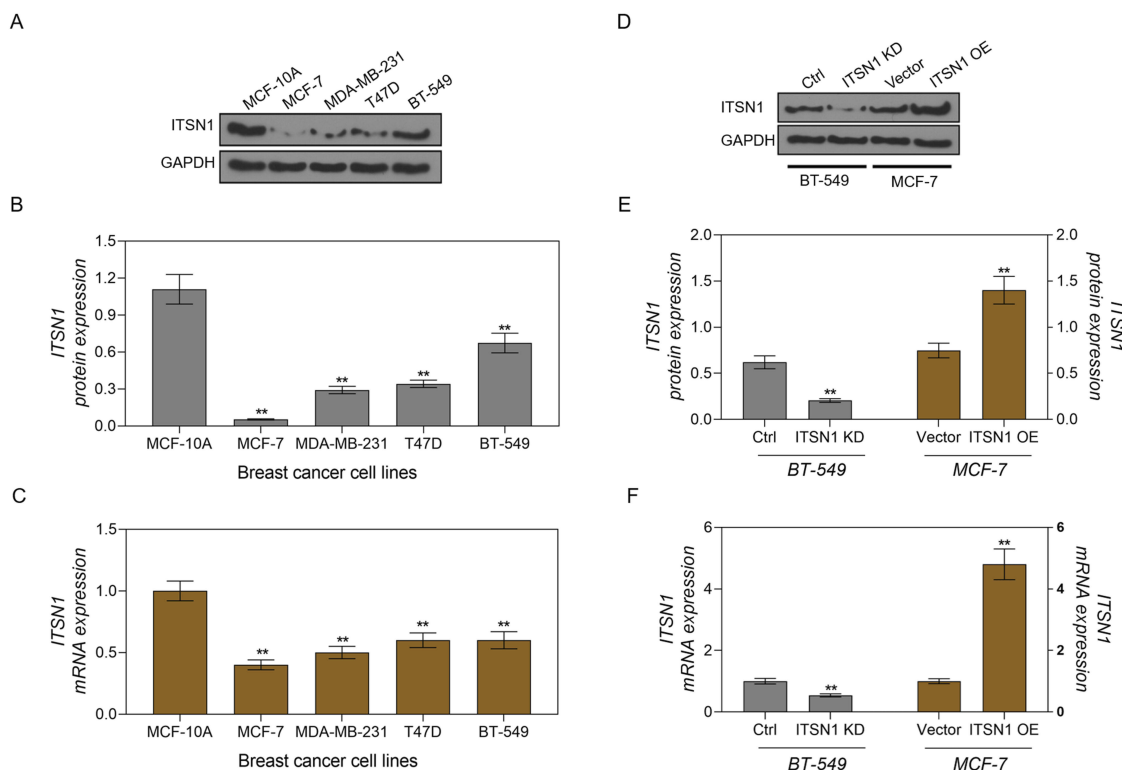 A
MCF-10A
MCF-7
MDA-MB-231
T47D
BT-549
ITSN1
GAPDH
B
ITSN1
protein expression
1.5
1.2
0.9
0.6
0.3
0.0
**
**
**
**
MCF-10A MCF-7 MDA-MB-231 T47D BT-549
Breast cancer cell lines
C
ITSN1
mRNA expression
1.5
1.0
0.5
0.0
**
**
**
**
MCF-10A MCF-7 MDA-MB-231 T47D BT-549
Breast cancer cell lines
D
Ctrl
ITSN1 KD
Vector
ITSN1 OE
ITSN1
GAPDH
BT-549 MCF-7
E
ITSN1
protein expression
2.0
1.5
1.0
0.5
0.0
**
**
2.0
1.5
1.0
0.5
0.0
ITSN1
protein expression
Ctrl ITSN1 KD Vector ITSN1 OE
BT-549 MCF-7
F
ITSN1
mRNA expression
6
4
2
0
**
**
6
4
2
0
ITSN1
mRNA expression
Ctrl ITSN1 KD Vector ITSN1 OE
BT-549 MCF-7